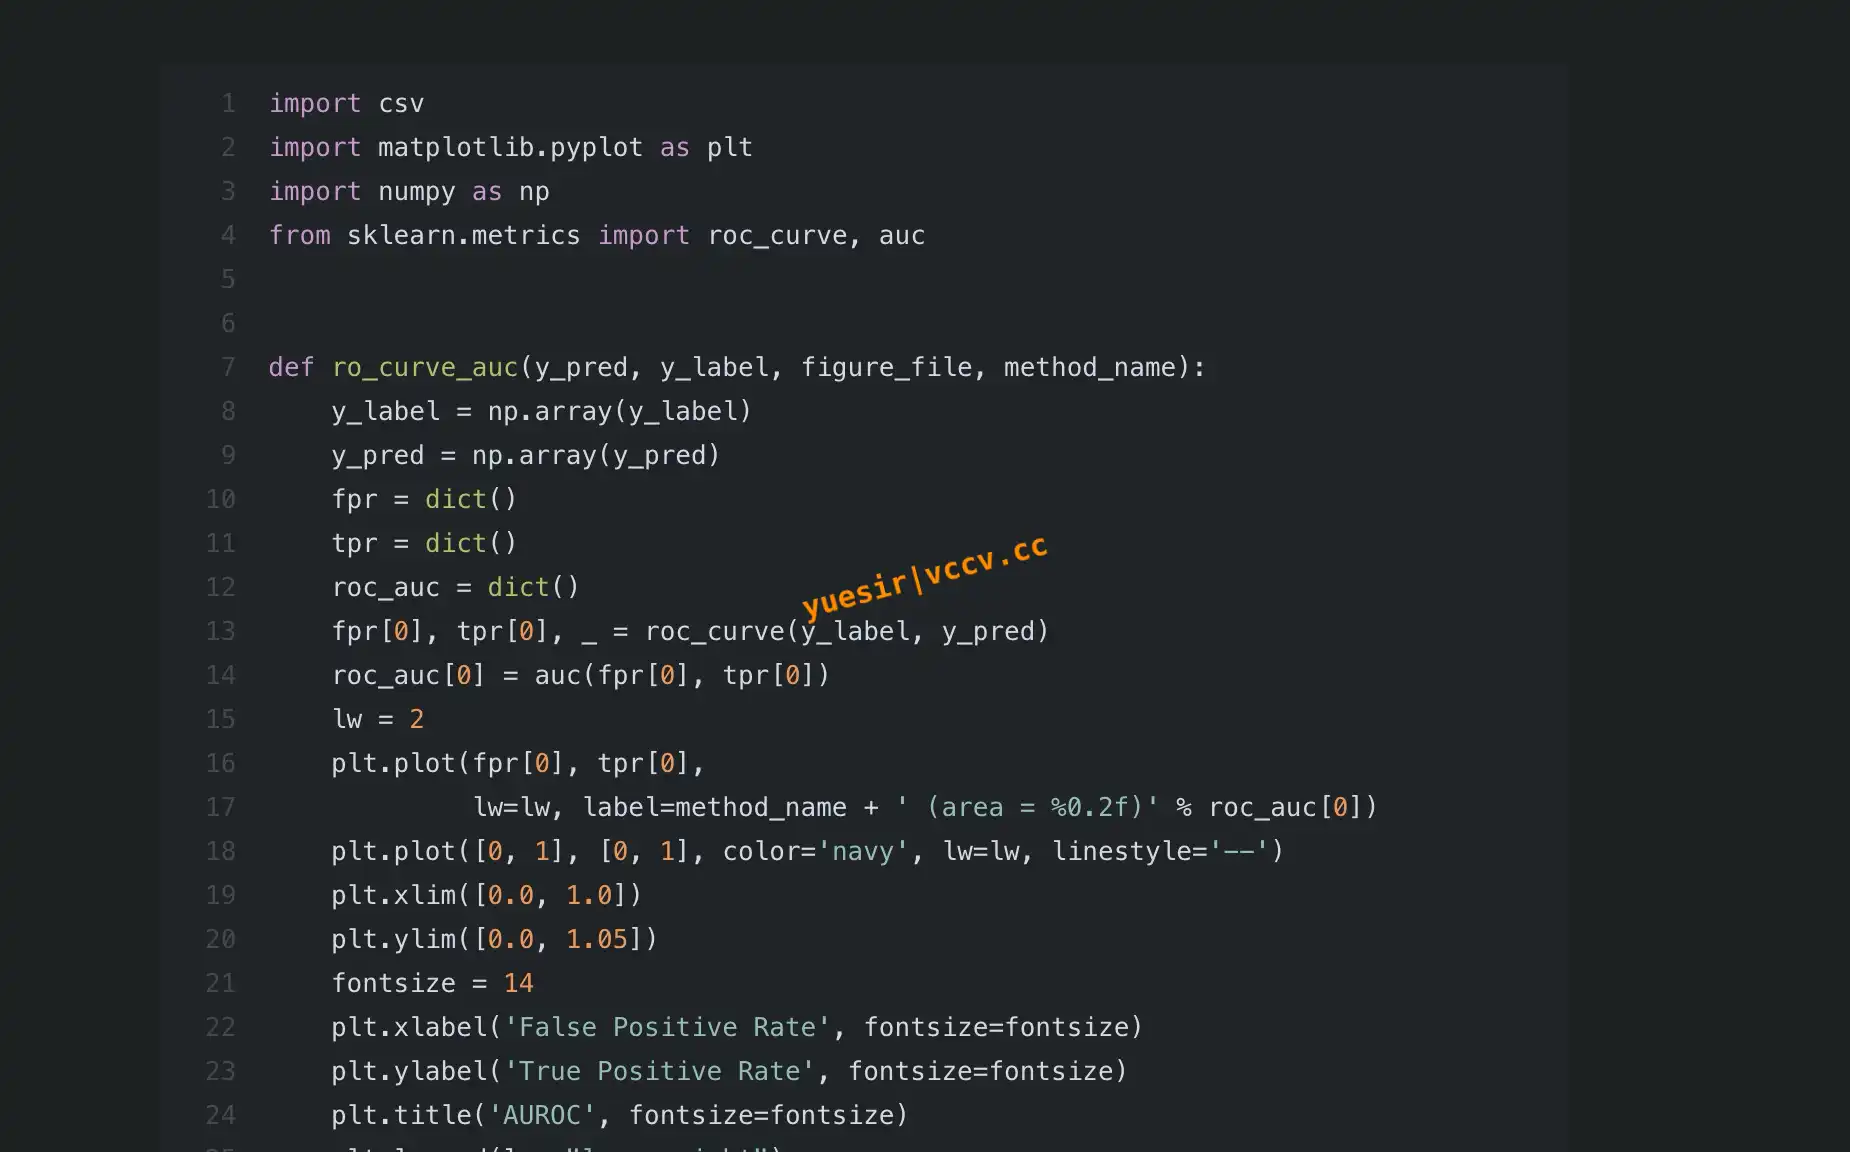 1 import csv
2 import matplotlib.pyplot as plt
3 import numpy as np
4 from sklearn.metrics import roc_curve, auc
5
6
7 def ro_curve_auc(y_pred, y_label, figure_file, method_name):
8     y_label = np.array(y_label)
9     y_pred = np.array(y_pred)
10     fpr = dict()
11     tpr = dict()
12     roc_auc = dict()
yuesir|vccv.cc
13     fpr[0], tpr[0], _ = roc_curve(y_label, y_pred)
14     roc_auc[0] = auc(fpr[0], tpr[0])
15     lw = 2
16     plt.plot(fpr[0], tpr[0],
17              lw=lw, label=method_name + ' (area = %0.2f)' % roc_auc[0])
18     plt.plot([0, 1], [0, 1], color='navy', lw=lw, linestyle='--')
19     plt.xlim([0.0, 1.0])
20     plt.ylim([0.0, 1.05])
21     fontsize = 14
22     plt.xlabel('False Positive Rate', fontsize=fontsize)
23     plt.ylabel('True Positive Rate', fontsize=fontsize)
24     plt.title('AUROC', fontsize=fontsize)